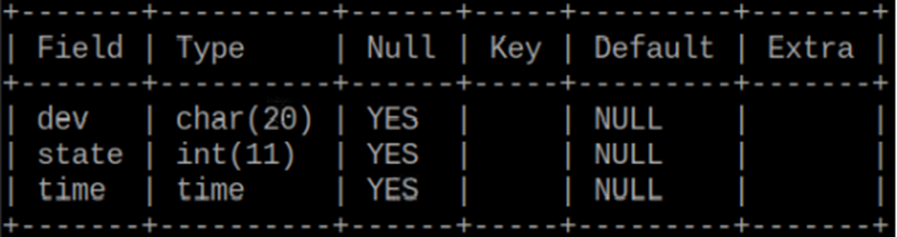 +-------+----------+------+-----+---------+-------+
| Field | Type     | Null | Key | Default | Extra |
+-------+----------+------+-----+---------+-------+
| dev   | char(20) | YES  |     | NULL    |       |
| state | int(11)  | YES  |     | NULL    |       |
| time  | time     | YES  |     | NULL    |       |
+-------+----------+------+-----+---------+-------+